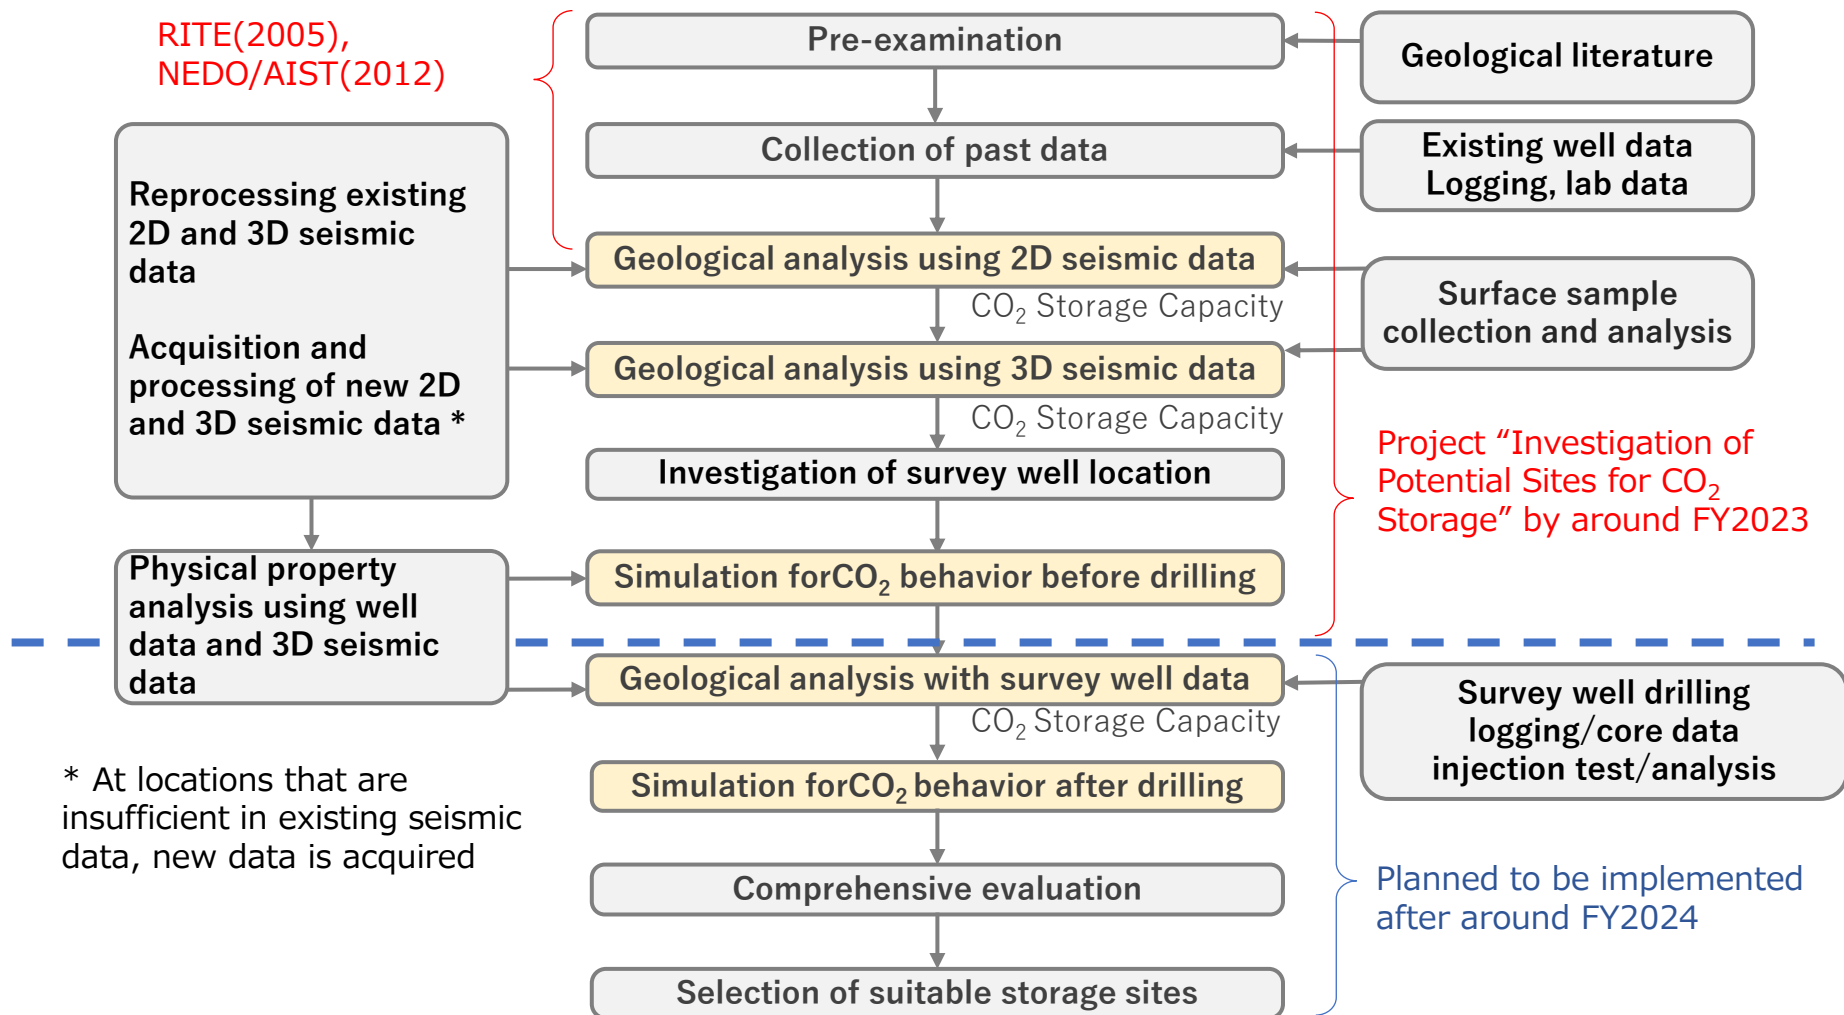 RITE(2005),
NEDO/AIST(2012)
Pre-examination
Geological literature
Collection of past data
Existing well data
Logging, lab data
Reprocessing existing
2D and 3D seismic
data
Acquisition and
processing of new 2D
and 3D seismic data *
Geological analysis using 2D seismic data
CO₂ Storage Capacity
Surface sample
collection and analysis
Geological analysis using 3D seismic data
CO₂ Storage Capacity
Investigation of survey well location
Project “Investigation of
Potential Sites for CO₂
Storage” by around FY2023
Physical property
analysis using well
data and 3D seismic
data
Simulation forCO₂ behavior before drilling
Geological analysis with survey well data
CO₂ Storage Capacity
Survey well drilling
logging/core data
injection test/analysis
Simulation forCO₂ behavior after drilling
* At locations that are
insufficient in existing seismic
data, new data is acquired
Comprehensive evaluation
Planned to be implemented
after around FY2024
Selection of suitable storage sites